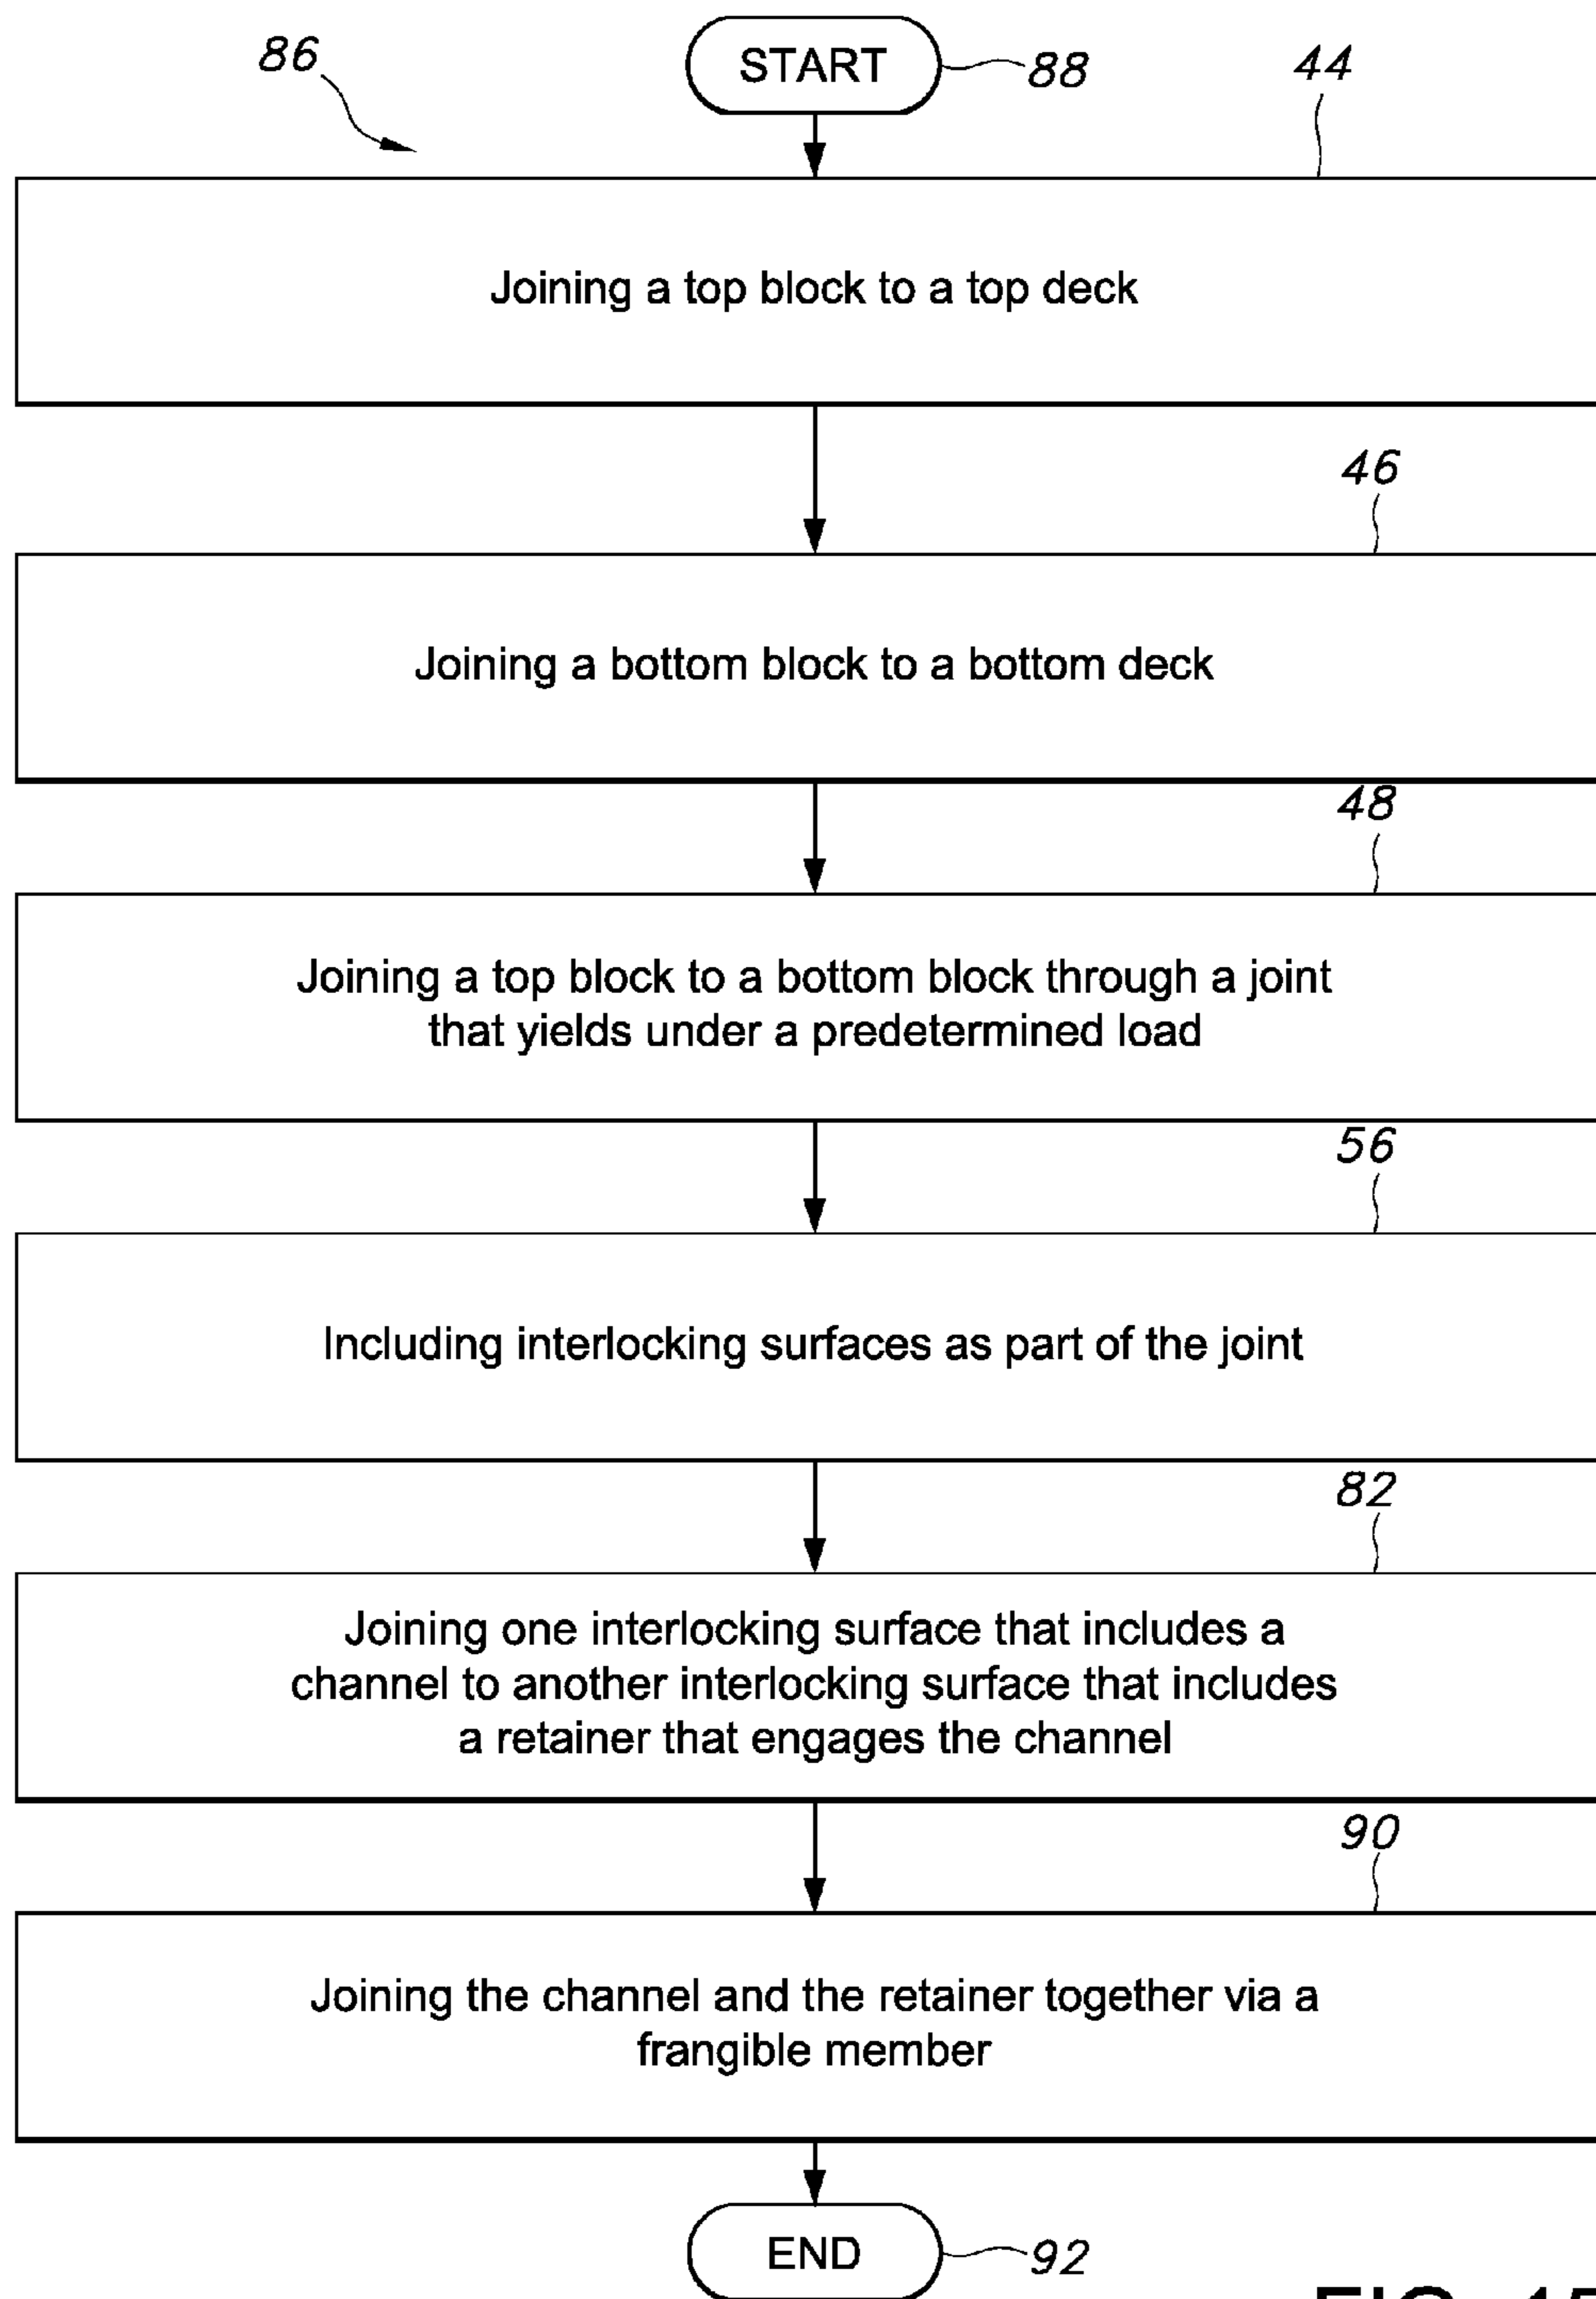 86
START
88
44
Joining a top block to a top deck
46
Joining a bottom block to a bottom deck
48
Joining a top block to a bottom block through a joint
that yields under a predetermined load
56
Including interlocking surfaces as part of the joint
82
Joining one interlocking surface that includes a
channel to another interlocking surface that includes
a retainer that engages the channel
90
Joining the channel and the retainer together via a
frangible member
END
92